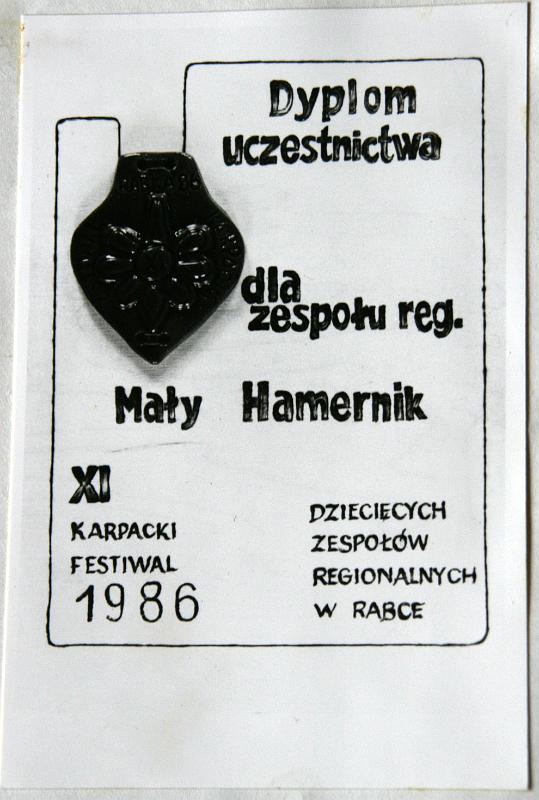 Dyplom
uczestnictwa
dla
zespołu reg.
Mały Hamernik
XI
KARPACKI
FESTIWAL
1986
DZIECIĘCYCH
ZESPOŁÓW
REGIONALNYCH
W RABCE